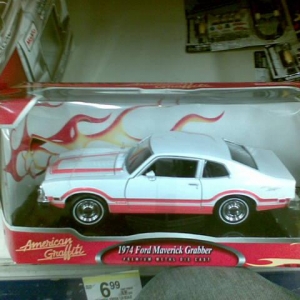 American
Graffiti
1974 Ford Maverick Grabber
PREMIUM METAL DIE CAST
6.99